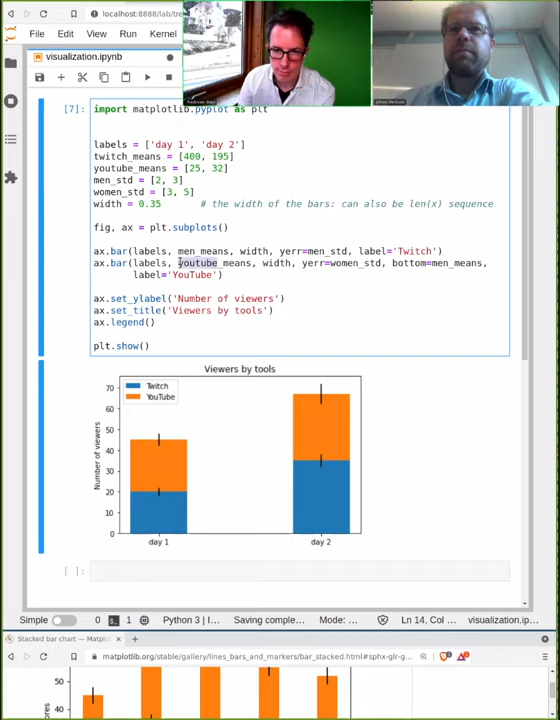 localhost:8888/lab/tre
File Edit View Run Kernel
visualization.ipynb
[7]: import matplotlib.pyplot as plt
labels = ['day 1', 'day 2']
twitch_means = [400, 195]
youtube_means = [25, 32]
men_std = [2, 3]
women_std = [3, 5]
width = 0.35 # the width of the bars: can also be len(x) sequence
fig, ax = plt.subplots()
ax.bar(labels, men_means, width, yerr=men_std, label='Twitch')
ax.bar(labels, youtube_means, width, yerr=women_std, bottom=men_means,
label='YouTube')
ax.set_ylabel('Number of viewers')
ax.set_title('Viewers by tools')
ax.legend()
plt.show()
Viewers by tools
Twitch
YouTube
Number of viewers
70
60
50
40
30
20
10
0
day 1 day 2
[ ]:
Simple 0 1 Python 3 | I... Saving comple... Mode: ... Ln 14, Col ... visualization.ip...
Stacked bar chart — Matplo ×
matplotlib.org/stable/gallery/lines_bars_and_markers/bar_stacked.html#sphx-glr-g...
50
40